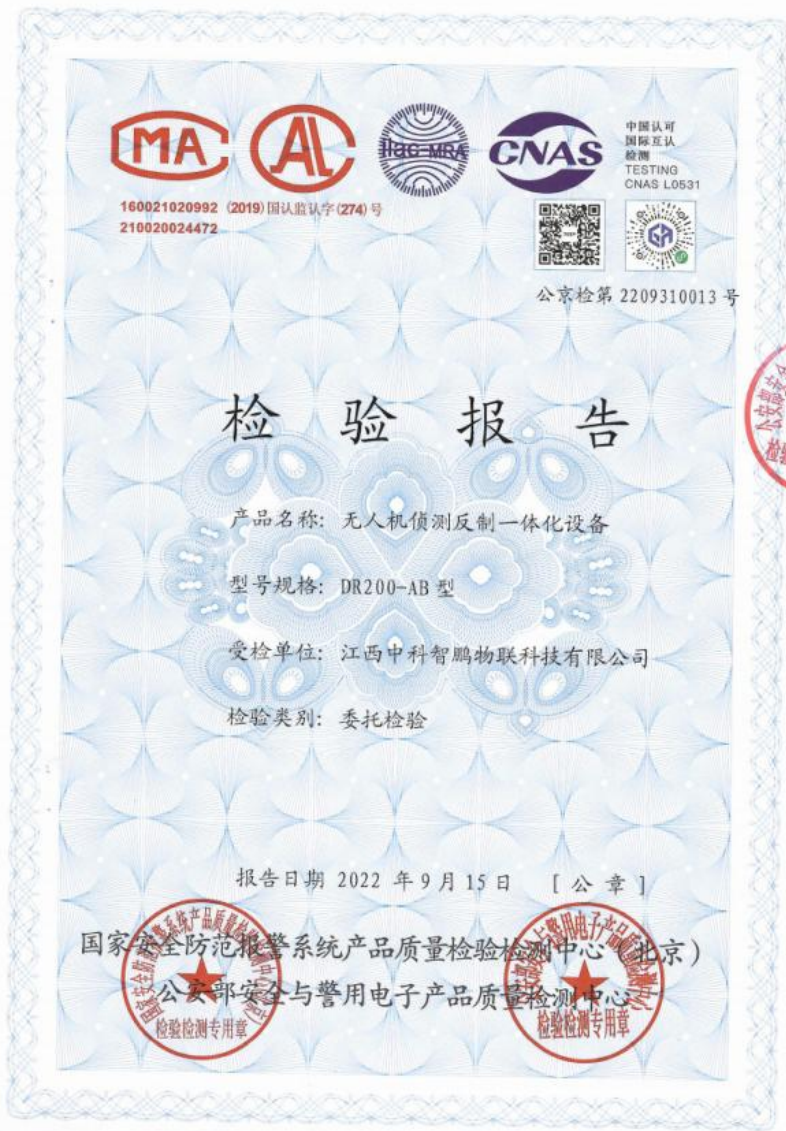 MA
AL
ilac-MRA
CNAS
中国认可
国际互认
检测
TESTING
CNAS L0531
160021020992 (2019)国认监认字(274)号
210020024472
公京检第 2209310013 号
检验报告
产品名称: 无人机侦测反制一体化设备
型号规格: DR200-AB 型
受检单位: 江西中科智鹏物联科技有限公司
检验类别: 委托检验
报告日期 2022 年 9 月 15 日 [ 公 章 ]
国家安全防范报警系统产品质量检验检测中心(北京)
公安部安全与警用电子产品质量检测中心
检验检测专用章
检验检测专用章